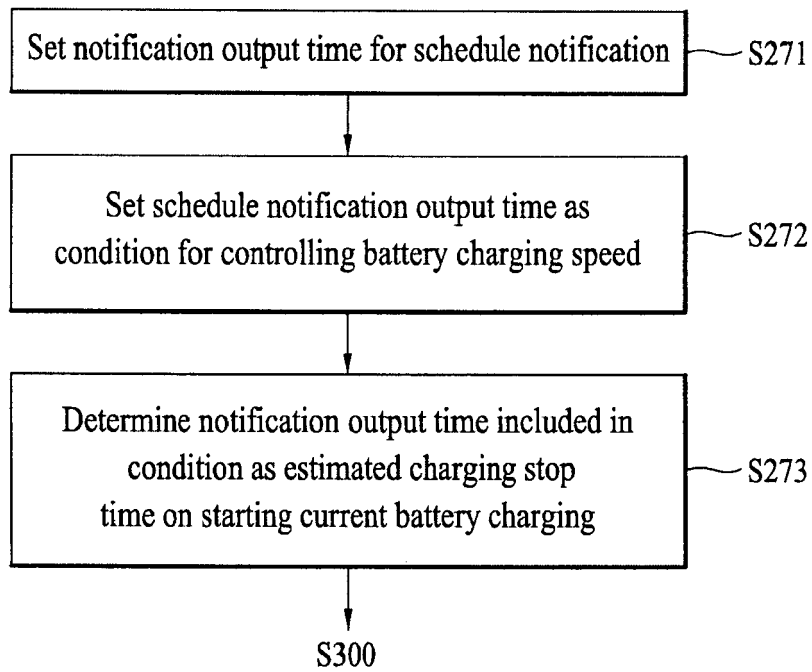 Set notification output time for schedule notification
S271
Set schedule notification output time as
condition for controlling battery charging speed
S272
Determine notification output time included in
condition as estimated charging stop
time on starting current battery charging
S273
S300